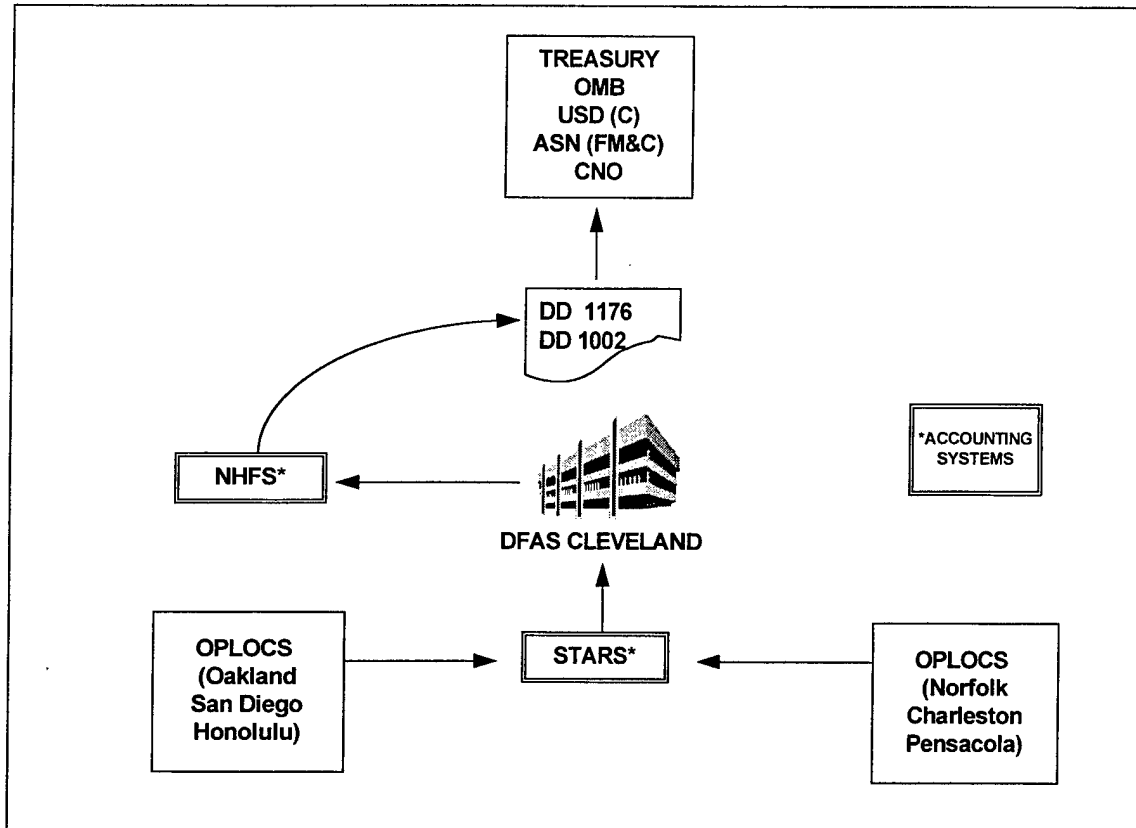 TREASURY
OMB
USD (C)
ASN (FM&C)
CNO
DD 1176
DD 1002
NHFS*
*ACCOUNTING
SYSTEMS
DFAS CLEVELAND
OPLOCS
(Oakland
San Diego
Honolulu)
STARS*
OPLOCS
(Norfolk
Charleston
Pensacola)